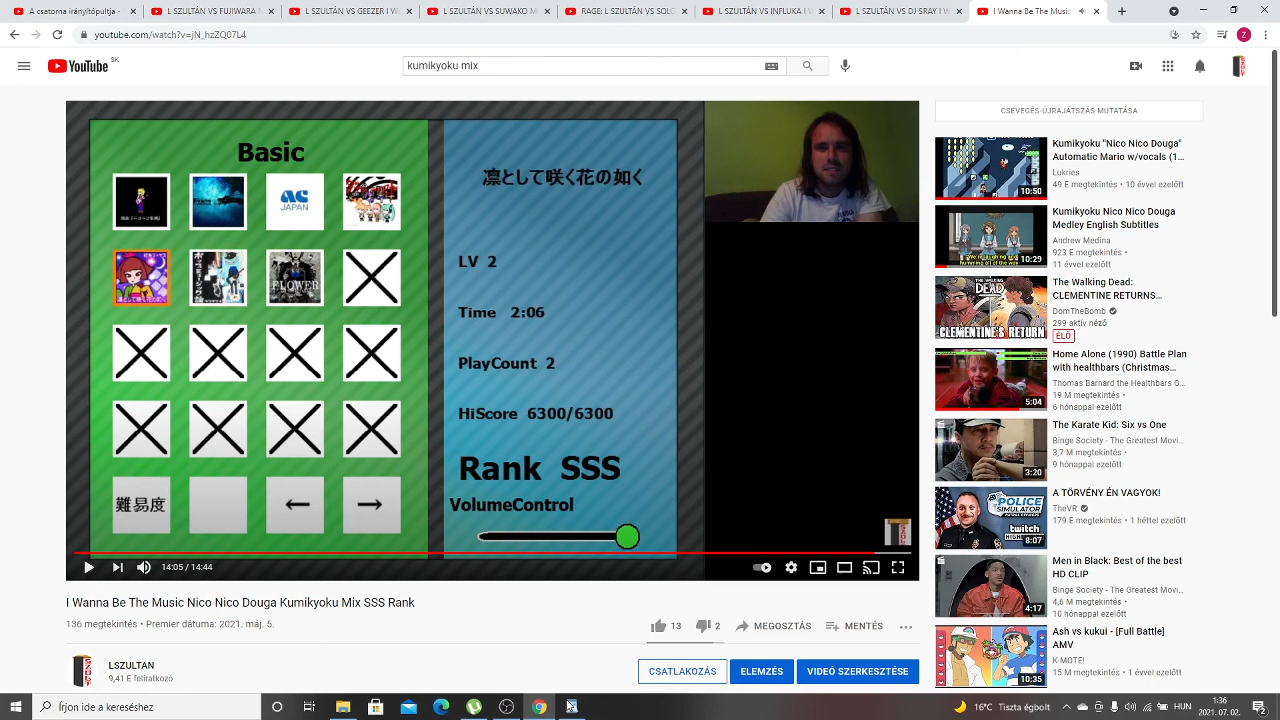 A csatorna irányítópultja -
L SZULTÁN VS FUJIWARA
L SZULTÁN VS GEEZER I W
L SZULTÁN VS SUWAKO M
RAGE: L SZULTÁN VS SOL
L SZULTÁN VS INFLUKA I V
L SZULTÁN VS DJ SRAY I W
I Wanna Be The
youtube.com/watch?v=jN_hzZQ07L4
Z
YouTube SK
kumikyoku mix
Basic
AC
JAPAN
FLOWER
難易度
← →
凛として咲く花の如く
LV 2
Time 2:06
PlayCount 2
HiScore 6300/6300
Rank SSS
VolumeControl
14:05 / 14:44
I Wanna Be The Music Nico Nico Douga Kumikyoku Mix SSS Rank
136 megtekintés • Premier dátuma: 2021. máj. 5.
13
2
MEGOSZTÁS
MENTÉS
LSZULTAN
9,41 E feliratkozó
CSATLAKOZÁS
ELEMZÉS
VIDEÓ SZERKESZTÉSE
CSEVEGÉS-ÚJRAJÁTSZÁS MUTATÁSA
10:50
Kumikyoku "Nico Nico Douga"
Automatic Mario w/vocals (1...
Lukries
49 E megtekintés • 10 évvel ezelőtt
10:29
Kumikyoku Nico Nico Douga
Medley English Subtitles
Andrew Medina
923 E megtekintés •
11 évvel ezelőtt
DEAD
CLEMENTINE'S RETURN
The Walking Dead:
CLEMENTINE RETURNS...
DomTheBomb
299 aktív néző
ÉLŐ
5:04
Home Alone (1990) Battle Plan
with healthbars (Christmas...
Thomas Barnard the Healthbars G...
19 M megtekintés •
6 hónappal ezelőtt
3:20
The Karate Kid: Six vs One
Binge Society - The Greatest Movi...
3,7 M megtekintés •
9 hónappal ezelőtt
POLICE
SIMULATOR
twitch
8:07
A TÖRVÉNY ÉN VAGYOK!
TheVR
179 E megtekintés • 1 héttel ezelőtt
4:17
Men in Black: Best of the best
HD CLIP
Binge Society - The Greatest Movi...
4,6 M megtekintés •
10 hónappal ezelőtt
10:35
Ash vs kukui - [Full Battle]
AMV
K-MOTE!
15 M megtekintés • 1 évvel ezelőtt
Írjon ide a kereséshez
16°C
1:36
2021. 07. 02.
2